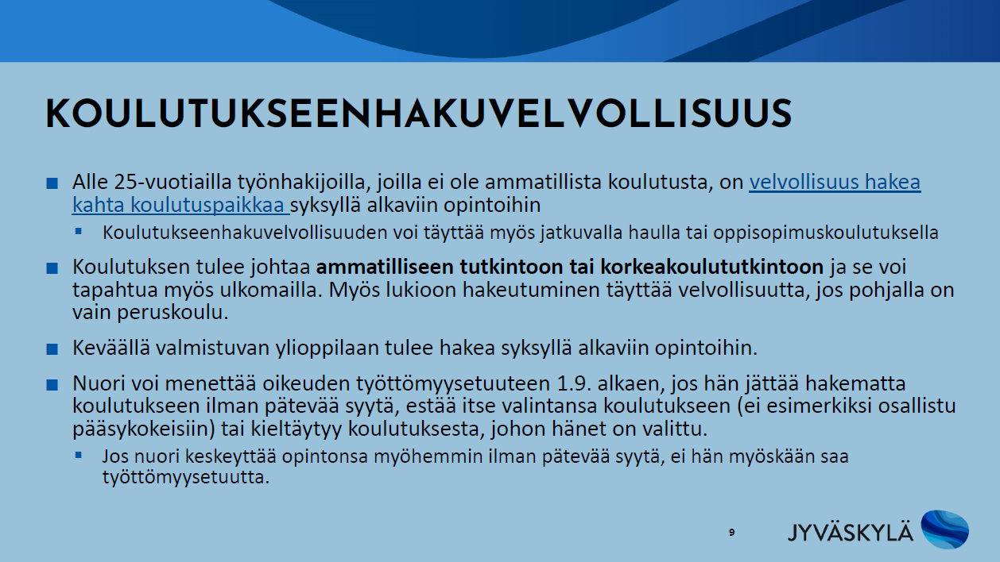 KOULUTUKSEENHAKUVELVOLLISUUS
▪ Alle 25-vuotiailla työnhakijoilla, joilla ei ole ammatillista koulutusta, on velvollisuus hakea
kahta koulutuspaikkaa syksyllä alkaviin opintoihin
▪ Koulutukseenhakuvelvollisuuden voi täyttää myös jatkuvalla haulla tai oppisopimuskoulutuksella
▪ Koulutuksen tulee johtaa ammatilliseen tutkintoon tai korkeakoulututkintoon ja se voi
tapahtua myös ulkomailla. Myös lukioon hakeutuminen täyttää velvollisuutta, jos pohjalla on
vain peruskoulu.
▪ Keväällä valmistuvan ylioppilaan tulee hakea syksyllä alkaviin opintoihin.
▪ Nuori voi menettää oikeuden työttömyysetuuteen 1.9. alkaen, jos hän jättää hakematta
koulutukseen ilman pätevää syytä, estää itse valintansa koulutukseen (ei esimerkiksi osallistu
pääsykokeisiin) tai kieltäytyy koulutuksesta, johon hänet on valittu.
▪ Jos nuori keskeyttää opintonsa myöhemmin ilman pätevää syytä, ei hän myöskään saa
työttömyysetuutta.
9
JYVÄSKYLÄ